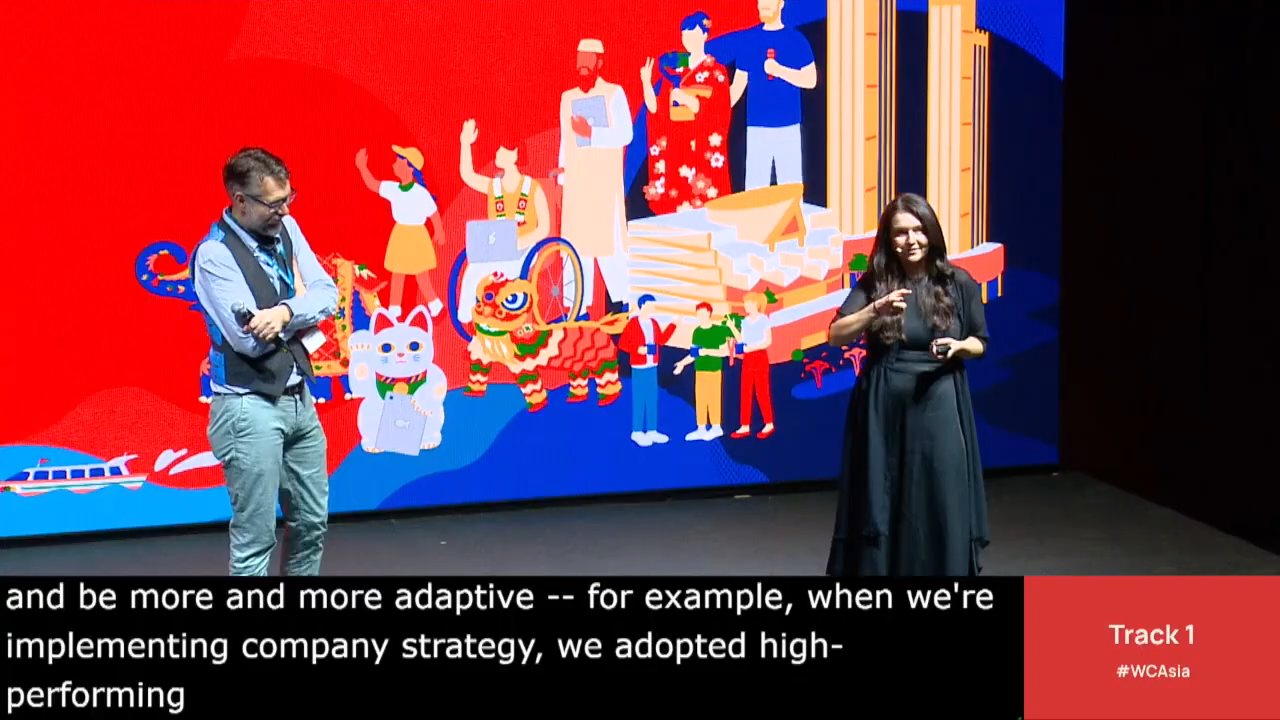 and be more and more adaptive -- for example, when we're
implementing company strategy, we adopted high-
performing
Track 1
#WCAsia